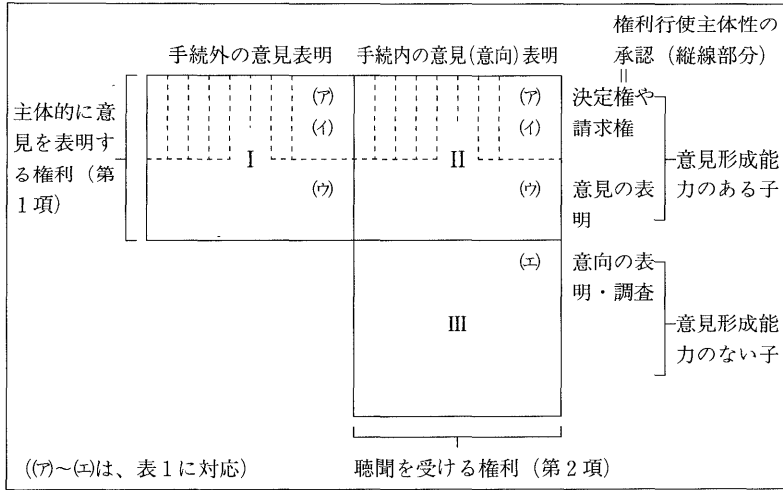 権利行使主体性の
手続外の意見表明 手続内の意見(意向)表明 承認(縦線部分)
||
主体的に意
見を表明す
る権利(第
1項)
(ア) (ア) 決定権や
(イ) (イ) 請求権
I II
意見形成能
力のある子
(ウ) (ウ) 意見の表
明
(エ) 意向の表
明・調査
III
意見形成能
力のない子
((ア)~(エ)は、表1に対応) 聴聞を受ける権利(第2項)